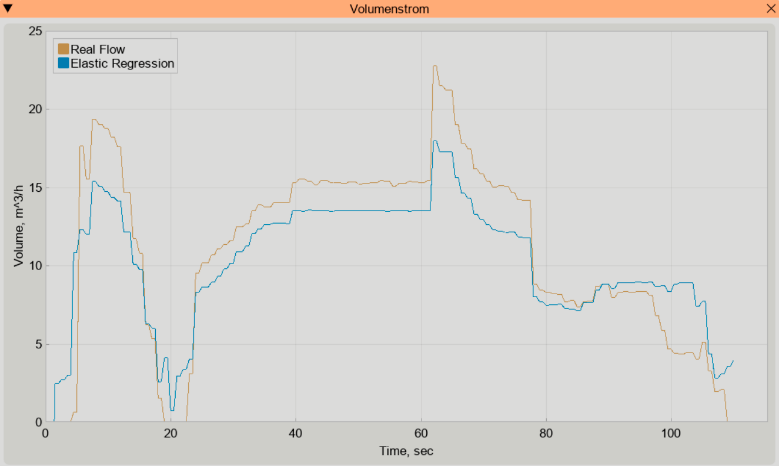 Volumenstrom
25
Real Flow
Elastic Regression
20
15
10
5
0
Volume, m^3/h
0 20 40 60 80 100
Time, sec